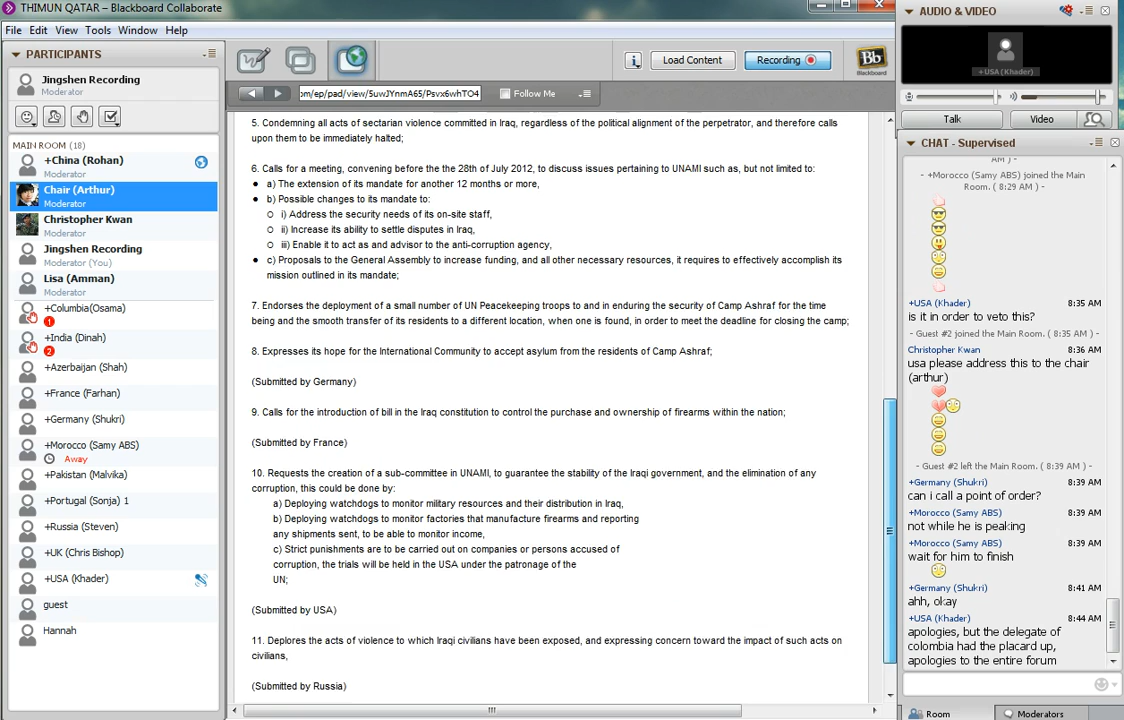 THIMUN QATAR – Blackboard Collaborate
File Edit View Tools Window Help
PARTICIPANTS
Jingshen Recording
Moderator
MAIN ROOM (18)
+China (Rohan)
Moderator
Chair (Arthur)
Moderator
Christopher Kwan
Moderator
Jingshen Recording
Moderator (You)
Lisa (Amman)
Moderator
+Columbia(Osama)
1
+India (Dinah)
2
+Azerbaijan (Shah)
+France (Farhan)
+Germany (Shukri)
+Morocco (Samy ABS)
Away
+Pakistan (Malvika)
+Portugal (Sonja) 1
+Russia (Steven)
+UK (Chris Bishop)
+USA (Khader)
guest
Hannah
Load Content
Recording
Bb
Blackboard
om/ep/pad/view/5uwJYnmA65/Psvx6whTO4
Follow Me
5. Condemning all acts of sectarian violence committed in Iraq, regardless of the political alignment of the perpetrator, and therefore calls
upon them to be immediately halted;
6. Calls for a meeting, convening before the the 28th of July 2012, to discuss issues pertaining to UNAMI such as, but not limited to:
a) The extension of its mandate for another 12 months or more,
b) Possible changes to its mandate to:
i) Address the security needs of its on-site staff,
ii) Increase its ability to settle disputes in Iraq,
iii) Enable it to act as and advisor to the anti-corruption agency,
c) Proposals to the General Assembly to increase funding, and all other necessary resources, it requires to effectively accomplish its
mission outlined in its mandate;
7. Endorses the deployment of a small number of UN Peacekeeping troops to and in enduring the security of Camp Ashraf for the time
being and the smooth transfer of its residents to a different location, when one is found, in order to meet the deadline for closing the camp;
8. Expresses its hope for the International Community to accept asylum from the residents of Camp Ashraf;
(Submitted by Germany)
9. Calls for the introduction of bill in the Iraq constitution to control the purchase and ownership of firearms within the nation;
(Submitted by France)
10. Requests the creation of a sub-committee in UNAMI, to guarantee the stability of the Iraqi government, and the elimination of any
corruption, this could be done by:
a) Deploying watchdogs to monitor military resources and their distribution in Iraq,
b) Deploying watchdogs to monitor factories that manufacture firearms and reporting
any shipments sent, to be able to monitor income,
c) Strict punishments are to be carried out on companies or persons accused of
corruption, the trials will be held in the USA under the patronage of the
UN;
(Submitted by USA)
11. Deplores the acts of violence to which Iraqi civilians have been exposed, and expressing concern toward the impact of such acts on
civilians,
(Submitted by Russia)
AUDIO & VIDEO
+USA (Khader)
Talk
Video
CHAT - Supervised
AM ) -
- +Morocco (Samy ABS) joined the Main
Room. ( 8:29 AM ) -
+USA (Khader) 8:35 AM
is it in order to veto this?
- Guest #2 joined the Main Room. ( 8:35 AM ) -
Christopher Kwan 8:36 AM
usa please address this to the chair
(arthur)
- Guest #2 left the Main Room. ( 8:39 AM ) -
+Germany (Shukri) 8:39 AM
can i call a point of order?
+Morocco (Samy ABS) 8:39 AM
not while he is peaking
+Morocco (Samy ABS) 8:39 AM
wait for him to finish
+Germany (Shukri) 8:41 AM
ahh, okay
+USA (Khader) 8:44 AM
apologies, but the delegate of
colombia had the placard up,
apologies to the entire forum
Room
Moderators